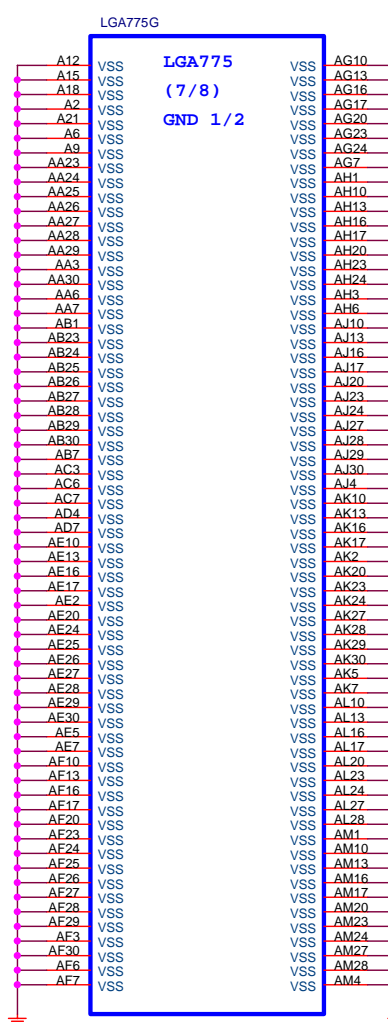 LGA775G
LGA775
(7/8)
GND 1/2
A12 VSS VSS AG10
A15 VSS VSS AG13
A18 VSS VSS AG16
A2 VSS VSS AG17
A21 VSS VSS AG20
A6 VSS VSS AG23
A9 VSS VSS AG24
AA23 VSS VSS AG7
AA24 VSS VSS AH1
AA25 VSS VSS AH10
AA26 VSS VSS AH13
AA27 VSS VSS AH16
AA28 VSS VSS AH17
AA29 VSS VSS AH20
AA3 VSS VSS AH23
AA30 VSS VSS AH24
AA6 VSS VSS AH3
AA7 VSS VSS AH6
AB1 VSS VSS AJ10
AB23 VSS VSS AJ13
AB24 VSS VSS AJ16
AB25 VSS VSS AJ17
AB26 VSS VSS AJ20
AB27 VSS VSS AJ23
AB28 VSS VSS AJ24
AB29 VSS VSS AJ27
AB30 VSS VSS AJ28
AB7 VSS VSS AJ29
AC3 VSS VSS AJ30
AC6 VSS VSS AJ4
AC7 VSS VSS AK10
AD4 VSS VSS AK13
AD7 VSS VSS AK16
AE10 VSS VSS AK17
AE13 VSS VSS AK2
AE16 VSS VSS AK20
AE17 VSS VSS AK23
AE2 VSS VSS AK24
AE20 VSS VSS AK27
AE24 VSS VSS AK28
AE25 VSS VSS AK29
AE26 VSS VSS AK30
AE27 VSS VSS AK5
AE28 VSS VSS AK7
AE29 VSS VSS AL10
AE30 VSS VSS AL13
AE5 VSS VSS AL16
AE7 VSS VSS AL17
AF10 VSS VSS AL20
AF13 VSS VSS AL23
AF16 VSS VSS AL24
AF17 VSS VSS AL27
AF20 VSS VSS AL28
AF23 VSS VSS AM1
AF24 VSS VSS AM10
AF25 VSS VSS AM13
AF26 VSS VSS AM16
AF27 VSS VSS AM17
AF28 VSS VSS AM20
AF29 VSS VSS AM23
AF3 VSS VSS AM24
AF30 VSS VSS AM27
AF6 VSS VSS AM28
AF7 VSS VSS AM4